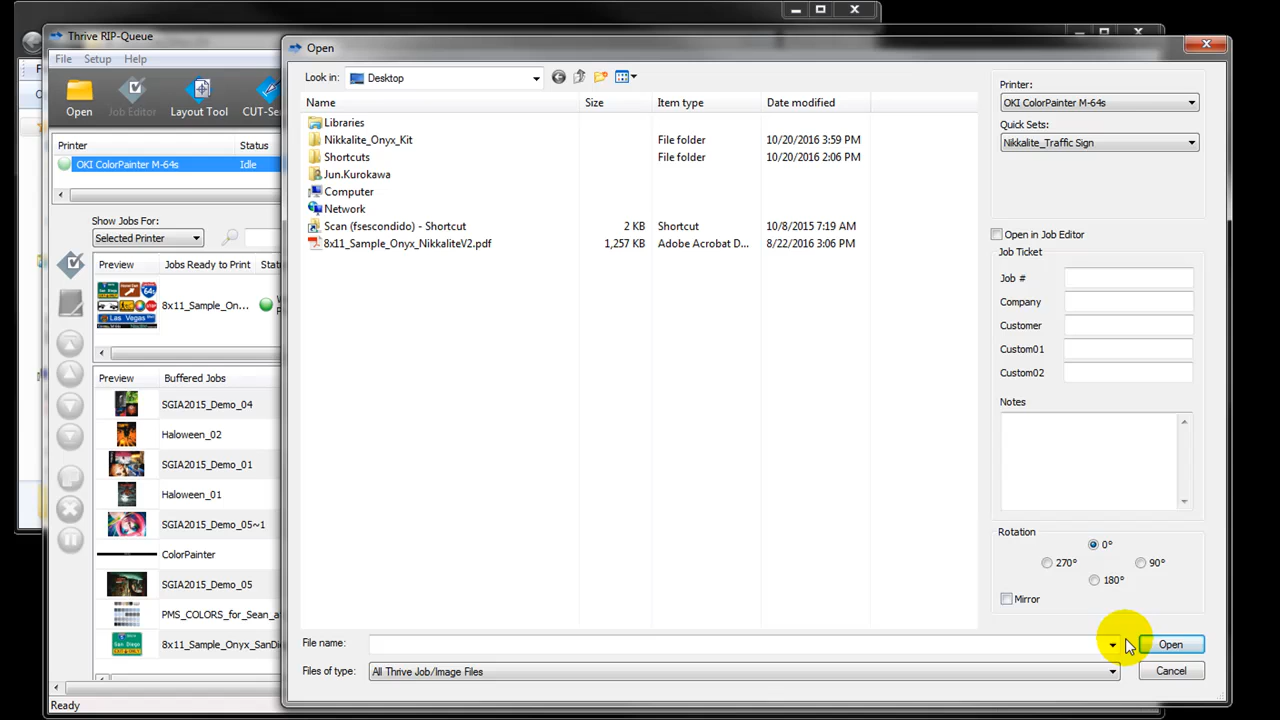 Thrive RIP-Queue
File Setup Help
Open
Job Editor
Layout Tool
CUT-Se
Printer Status
OKI ColorPainter M-64s Idle
Show Jobs For:
Selected Printer
Preview Jobs Ready to Print Stat
8x11_Sample_On...
Preview Buffered Jobs
SGIA2015_Demo_04
Haloween_02
SGIA2015_Demo_01
Haloween_01
SGIA2015_Demo_05~1
ColorPainter
SGIA2015_Demo_05
PMS_COLORS_for_Sean_a
8x11_Sample_Onyx_SanDi
Ready
Open
Look in: Desktop
Name Size Item type Date modified
Libraries
Nikkalite_Onyx_Kit File folder 10/20/2016 3:59 PM
Shortcuts File folder 10/20/2016 2:06 PM
Jun.Kurokawa
Computer
Network
Scan (fsescondido) - Shortcut 2 KB Shortcut 10/8/2015 7:19 AM
8x11_Sample_Onyx_NikkaliteV2.pdf 1,257 KB Adobe Acrobat D... 8/22/2016 3:06 PM
File name:
Open
Files of type: All Thrive Job/Image Files
Cancel
Printer:
OKI ColorPainter M-64s
Quick Sets:
Nikkalite_Traffic Sign
Open in Job Editor
Job Ticket
Job #
Company
Customer
Custom01
Custom02
Notes
Rotation
0°
270° 90°
180°
Mirror